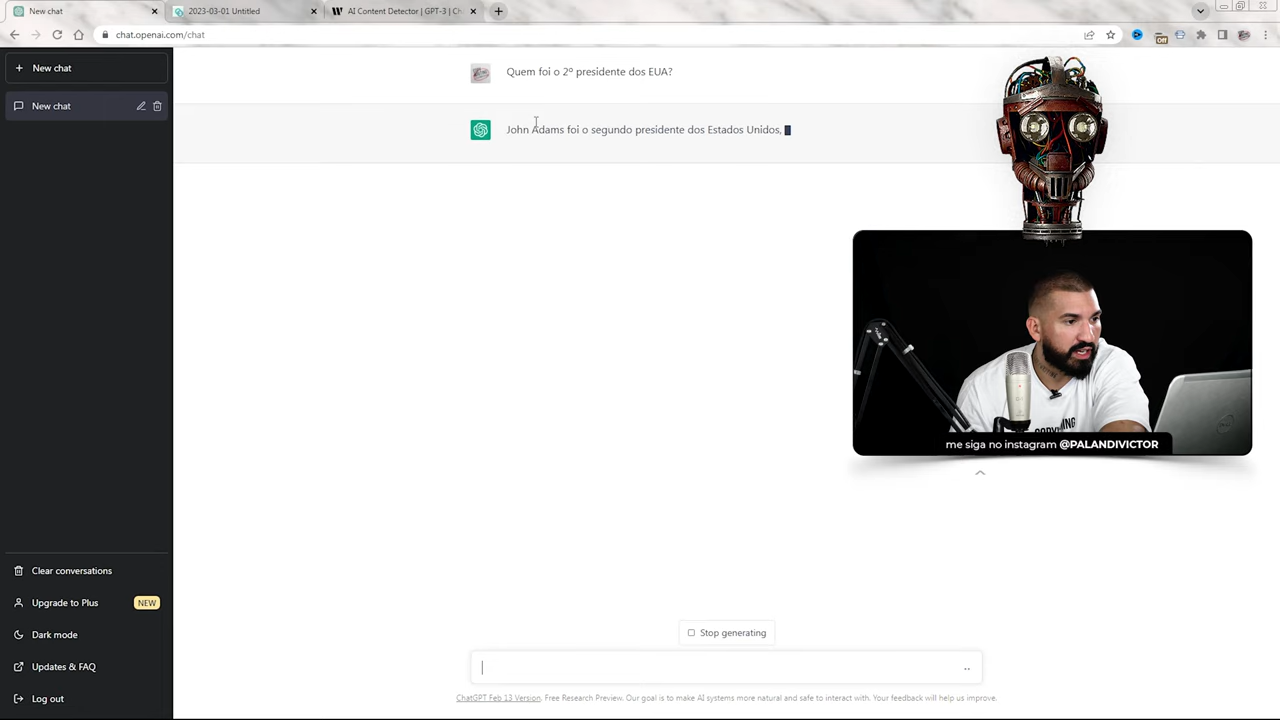 New chat
2023-03-01 Untitled
AI Content Detector | GPT-3 | Ch
chat.openai.com/chat
Off
New chat
New chat
Quem foi o 2º presidente dos EUA?
John Adams foi o segundo presidente dos Estados Unidos,
me siga no instagram @PALANDIVICTOR
Clear conversations
Upgrade to Plus
NEW
Dark mode
Updates & FAQ
Log out
Stop generating
ChatGPT Feb 13 Version. Free Research Preview. Our goal is to make AI systems more natural and safe to interact with. Your feedback will help us improve.